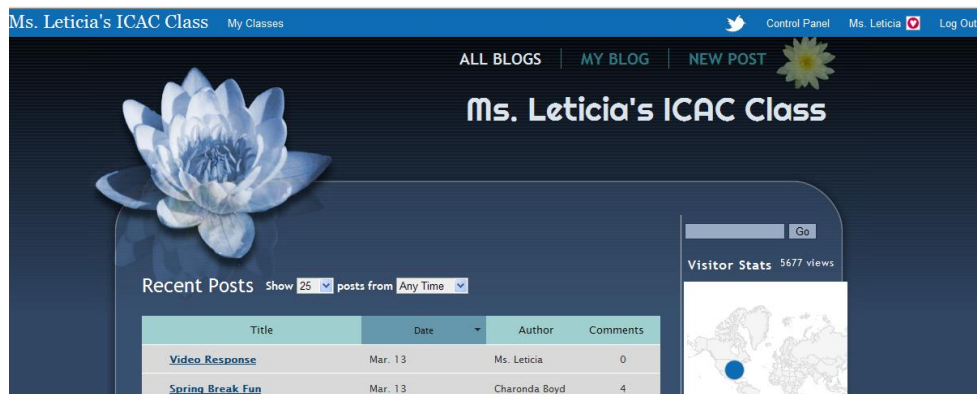 Ms. Leticia's ICAC Class My Classes Control Panel Ms. Leticia Log Out
ALL BLOGS MY BLOG NEW POST
Ms. Leticia's ICAC Class
Go
Visitor Stats 5677 views
Recent Posts Show 25 posts from Any Time
Title Date Author Comments
Video Response Mar. 13 Ms. Leticia 0
Spring Break Fun Mar. 13 Charonda Boyd 4